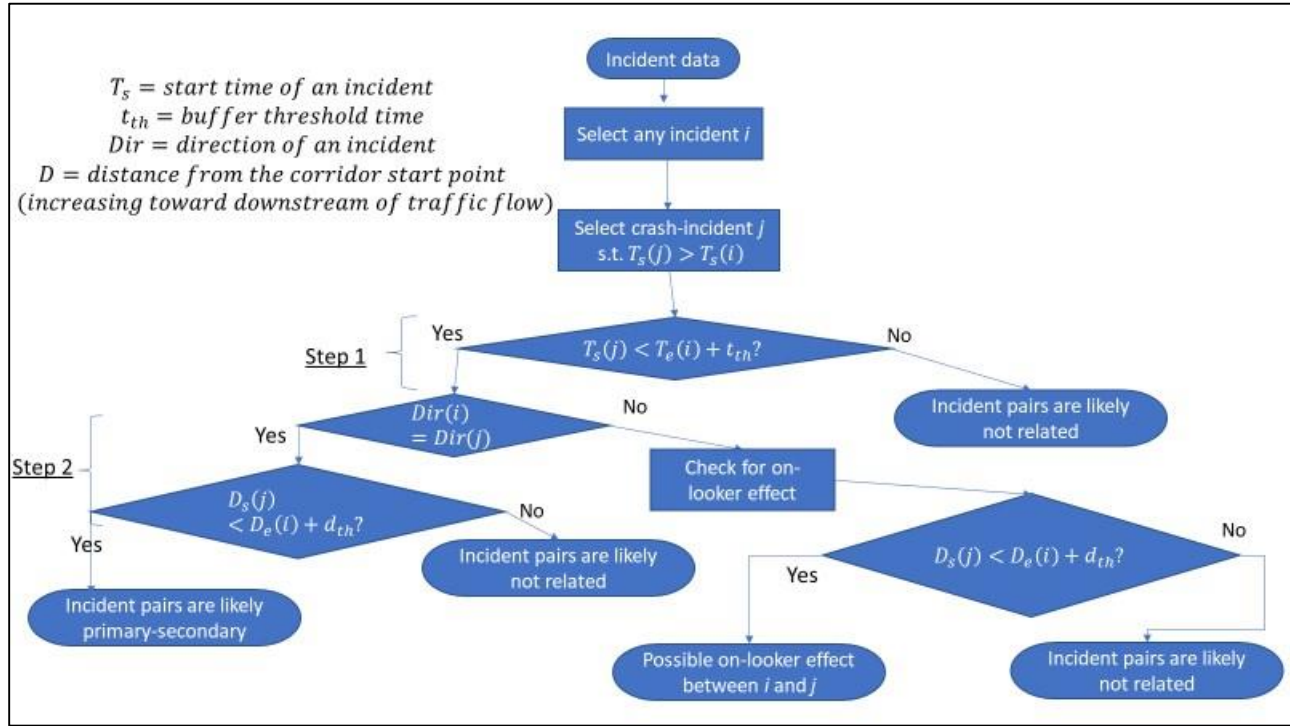 Incident data
T_s = start time of an incident
t_th = buffer threshold time
Dir = direction of an incident
D = distance from the corridor start point
(increasing toward downstream of traffic flow)
Select any incident i
Select crash-incident j
s.t. T_s(j) > T_s(i)
Step 1
Yes
T_s(j) < T_e(i) + t_th?
No
Incident pairs are likely
not related
Step 2
Dir(i)
= Dir(j)
Yes
No
Check for on-
looker effect
D_s(j)
< D_e(i) + d_th?
Yes
No
Incident pairs are likely
primary-secondary
Incident pairs are likely
not related
D_s(j) < D_e(i) + d_th?
Yes
No
Possible on-looker effect
between i and j
Incident pairs are likely
not related